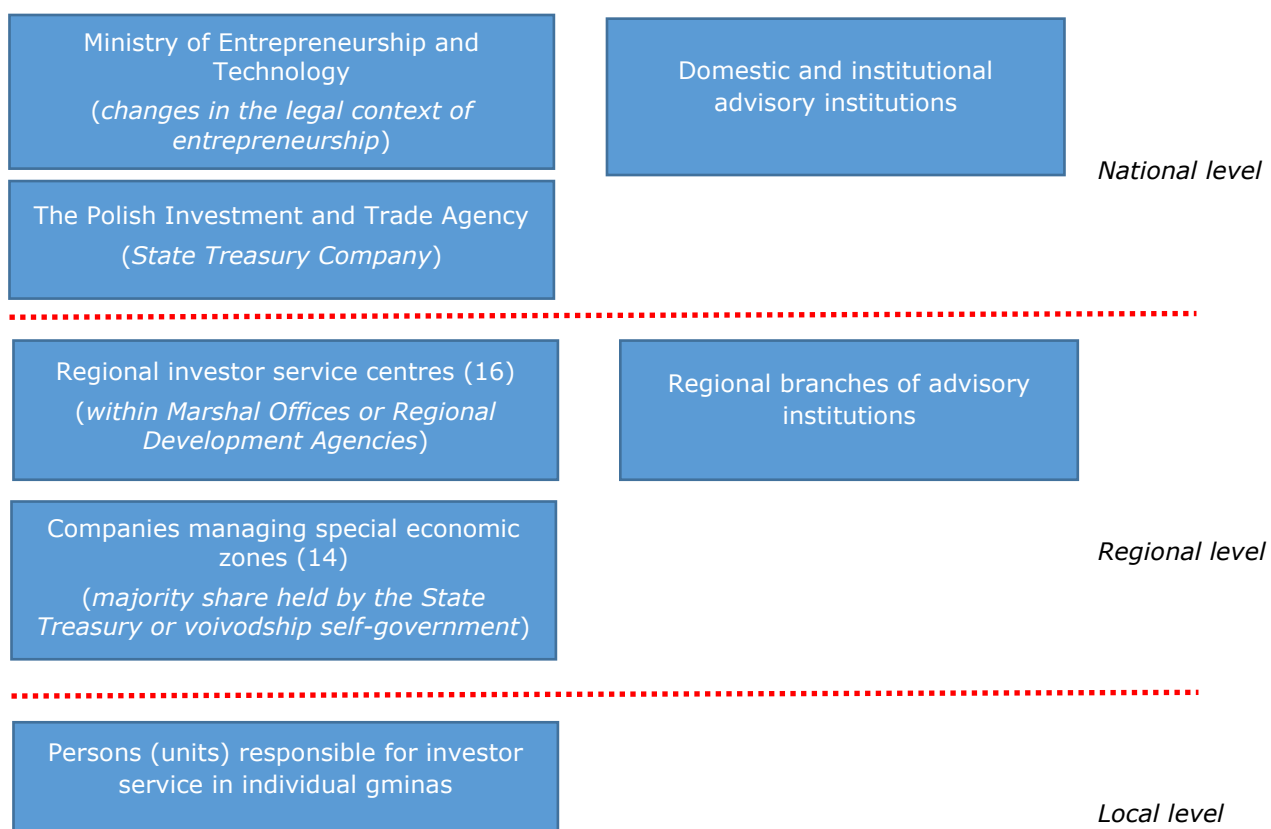 Ministry of Entrepreneurship and
Technology
(changes in the legal context of
entrepreneurship)
Domestic and institutional
advisory institutions
National level
The Polish Investment and Trade Agency
(State Treasury Company)
Regional investor service centres (16)
(within Marshal Offices or Regional
Development Agencies)
Regional branches of advisory
institutions
Companies managing special economic
zones (14)
(majority share held by the State
Treasury or voivodship self-government)
Regional level
Persons (units) responsible for investor
service in individual gminas
Local level